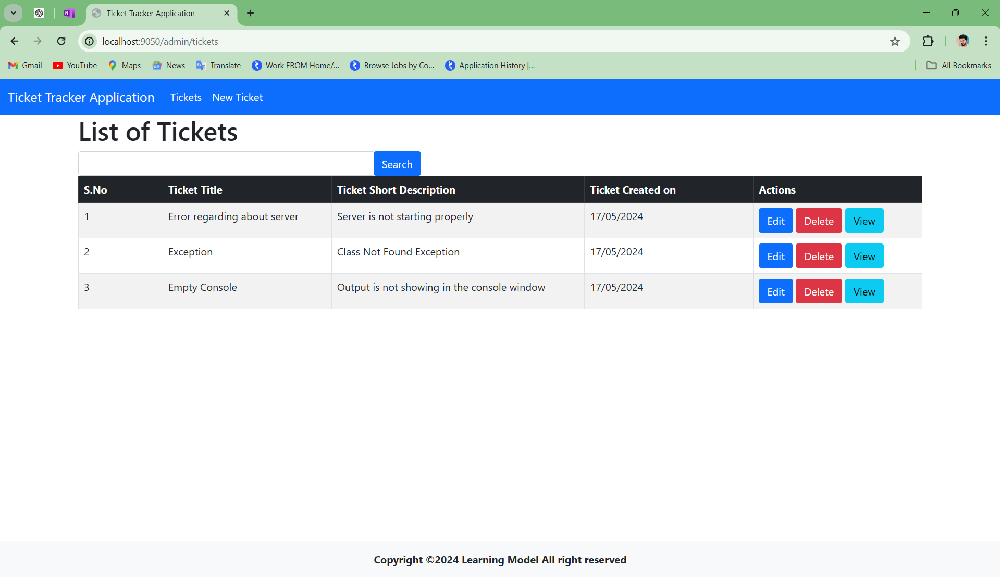 Ticket Tracker Application
localhost:9050/admin/tickets
Gmail YouTube Maps News Translate Work FROM Home/... Browse Jobs by Co... Application History |... All Bookmarks
Ticket Tracker Application Tickets New Ticket
List of Tickets
Search
S.No Ticket Title Ticket Short Description Ticket Created on Actions
1 Error regarding about server Server is not starting properly 17/05/2024 Edit Delete View
2 Exception Class Not Found Exception 17/05/2024 Edit Delete View
3 Empty Console Output is not showing in the console window 17/05/2024 Edit Delete View
Copyright ©2024 Learning Model All right reserved